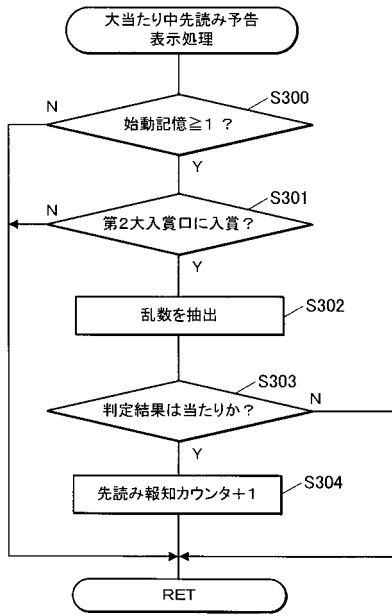 大当たり中先読み予告
表示処理
S300
N
始動記憶≧1 ?
Y
S301
N
第2大入賞口に入賞?
Y
乱数を抽出
S302
S303
N
判定結果は当たりか?
Y
先読み報知カウンタ+1
S304
RET